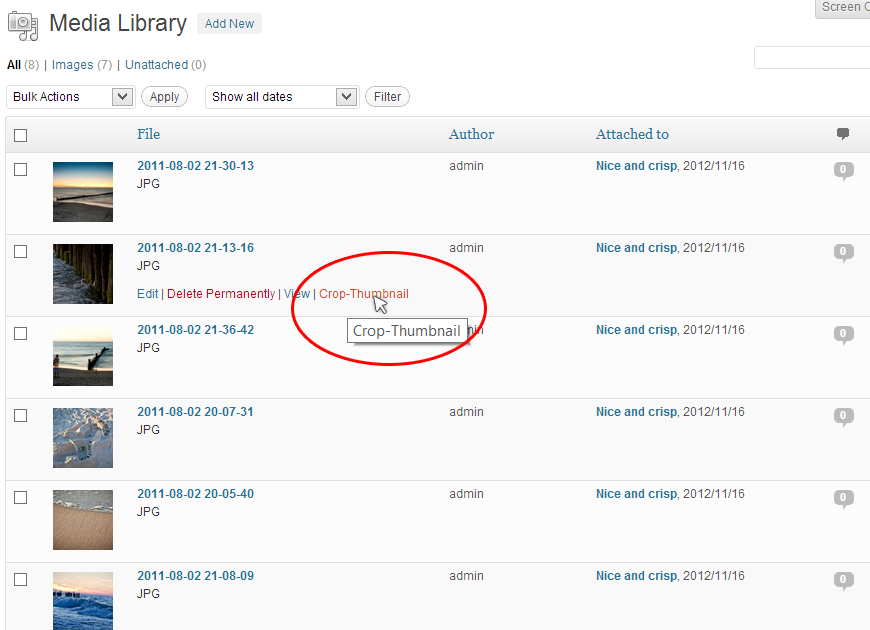 Media Library Add New
Screen O
All (8) | Images (7) | Unattached (0)
Bulk Actions Apply Show all dates Filter
File Author Attached to
2011-08-02 21-30-13 admin Nice and crisp, 2012/11/16 0
JPG
2011-08-02 21-13-16 admin Nice and crisp, 2012/11/16 0
JPG
Edit | Delete Permanently | View | Crop-Thumbnail
Crop-Thumbnail
2011-08-02 21-36-42 admin Nice and crisp, 2012/11/16 0
JPG
2011-08-02 20-07-31 admin Nice and crisp, 2012/11/16 0
JPG
2011-08-02 20-05-40 admin Nice and crisp, 2012/11/16 0
JPG
2011-08-02 21-08-09 admin Nice and crisp, 2012/11/16 0
JPG